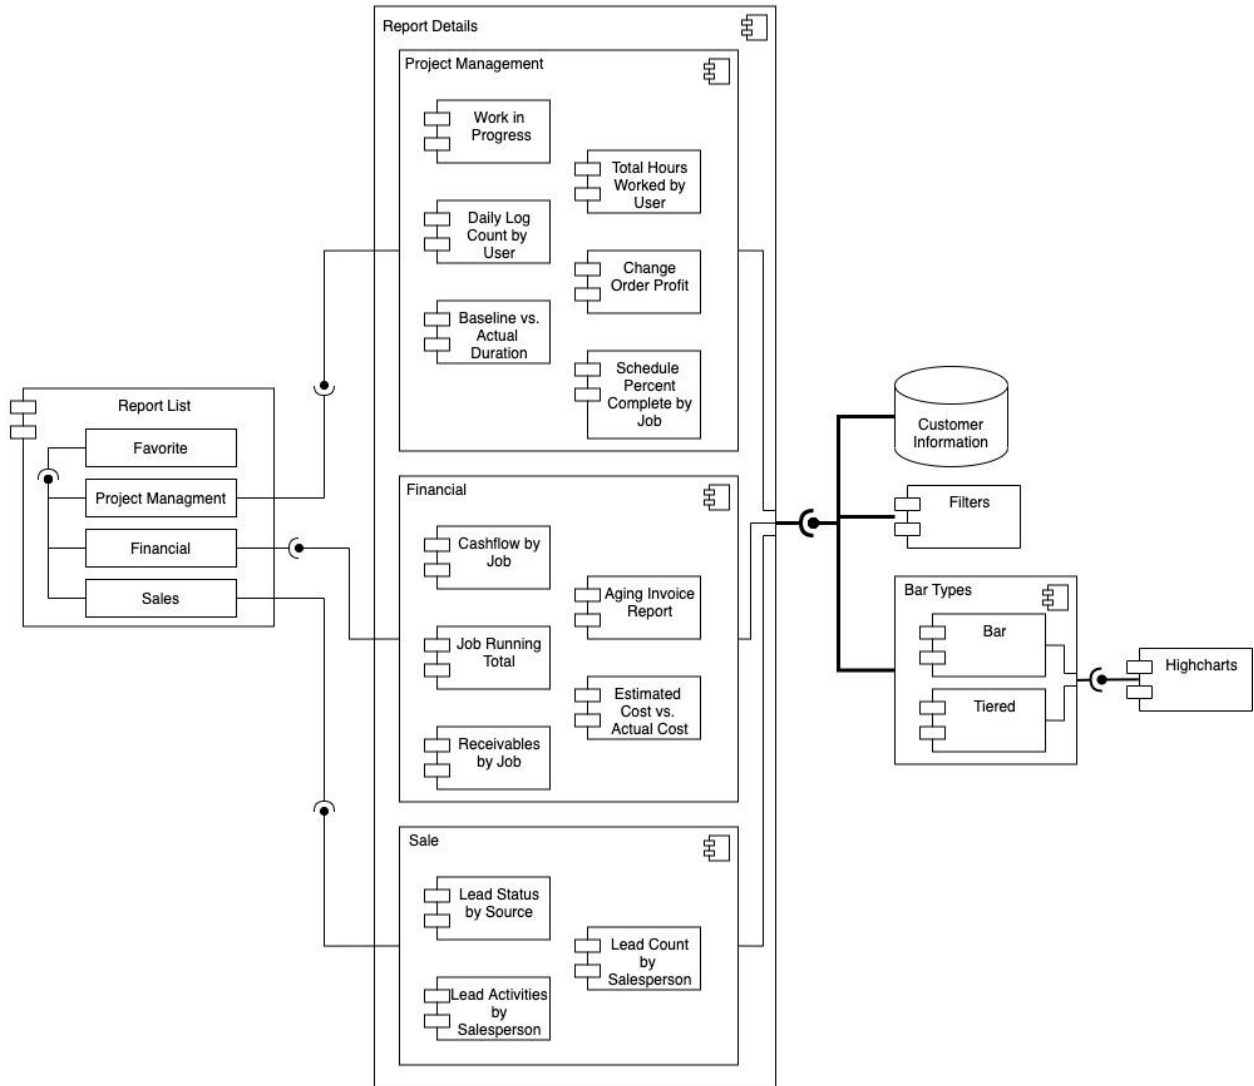 Report Details
Project Management
Work in
Progress
Total Hours
Worked by
User
Daily Log
Count by
User
Change
Order Profit
Baseline vs.
Actual
Duration
Schedule
Percent
Complete by
Job
Report List
Favorite
Project Managment
Financial
Sales
Financial
Cashflow by
Job
Aging Invoice
Report
Job Running
Total
Estimated
Cost vs.
Actual Cost
Receivables
by Job
Sale
Lead Status
by Source
Lead Count
by
Salesperson
Lead Activities
by
Salesperson
Customer
Information
Filters
Bar Types
Bar
Tiered
Highcharts